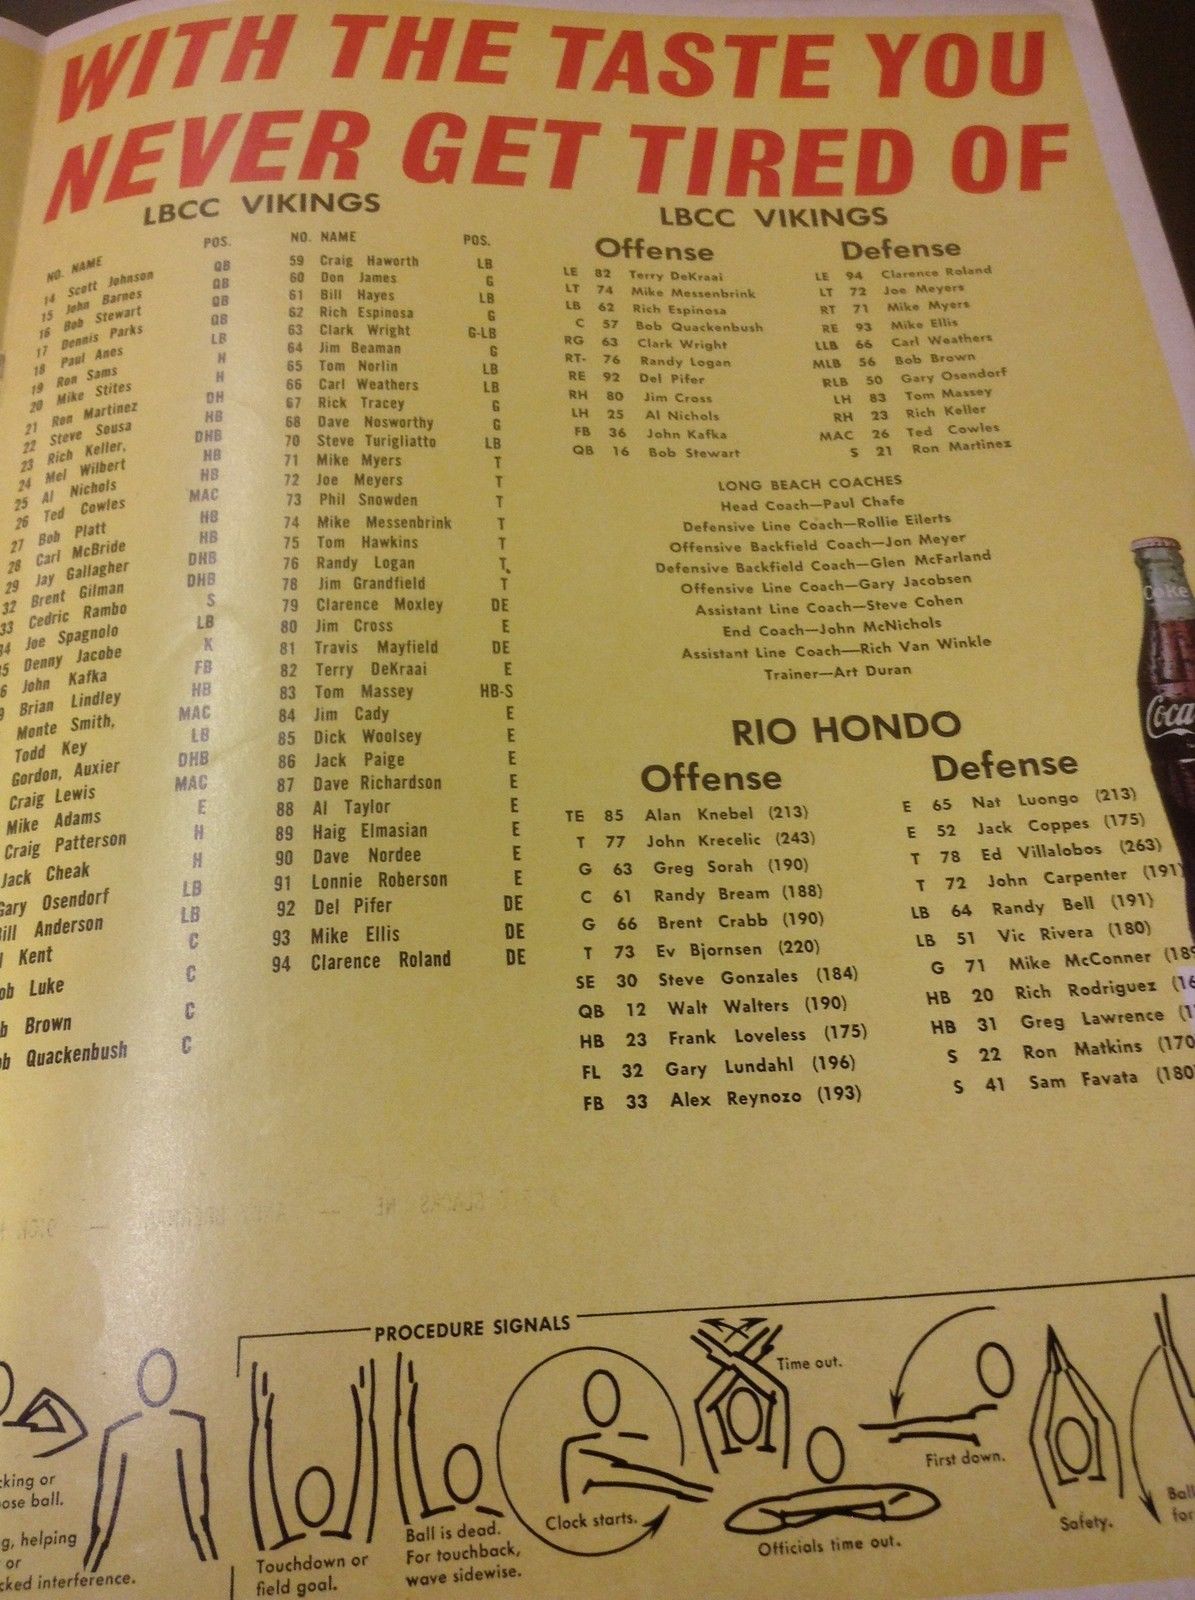 WITH THE TASTE YOU
NEVER GET TIRED OF
LBCC VIKINGS
NO. NAME POS.
14 Scott Johnson QB
15 John Barnes QB
16 Bob Stewart QB
17 Dennis Parks QB
18 Paul Anes LB
19 Ron Sams H
20 Mike Stites H
21 Ron Martinez DH
22 Steve Sousa HB
23 Rich Keller, DHB
24 Mel Wilbert HB
25 Al Nichols HB
26 Ted Cowles MAC
27 Bob Platt HB
28 Carl McBride HB
29 Jay Gallagher DHB
32 Brent Gilman DHB
33 Cedric Rambo S
4 Joe Spagnolo LB
5 Denny Jacobe K
6 John Kafka FB
9 Brian Lindley HB
Monte Smith, MAC
Todd Key LB
Gordon, Auxier DHB
Craig Lewis MAC
Mike Adams E
Craig Patterson H
Jack Cheak H
Gary Osendorf LB
ill Anderson LB
Kent C
ob Luke C
b Brown C
ob Quackenbush C
NO. NAME POS.
59 Craig Haworth LB
60 Don James G
61 Bill Hayes LB
62 Rich Espinosa G
63 Clark Wright G-LB
64 Jim Beaman G
65 Tom Norlin LB
66 Carl Weathers LB
67 Rick Tracey G
68 Dave Nosworthy G
70 Steve Turigliatto LB
71 Mike Myers T
72 Joe Meyers T
73 Phil Snowden T
74 Mike Messenbrink T
75 Tom Hawkins T
76 Randy Logan T
78 Jim Grandfield T
79 Clarence Moxley DE
80 Jim Cross E
81 Travis Mayfield DE
82 Terry DeKraai E
83 Tom Massey HB-S
84 Jim Cady E
85 Dick Woolsey E
86 Jack Paige E
87 Dave Richardson E
88 Al Taylor E
89 Haig Elmasian E
90 Dave Nordee E
91 Lonnie Roberson E
92 Del Pifer DE
93 Mike Ellis DE
94 Clarence Roland DE
LBCC VIKINGS
Offense
LE 82 Terry DeKraai
LT 74 Mike Messenbrink
LB 62 Rich Espinosa
C 57 Bob Quackenbush
RG 63 Clark Wright
RT- 76 Randy Logan
RE 92 Del Pifer
RH 80 Jim Cross
LH 25 Al Nichols
FB 36 John Kafka
QB 16 Bob Stewart
Defense
LE 94 Clarence Roland
LT 72 Joe Meyers
RT 71 Mike Myers
RE 93 Mike Ellis
LLB 66 Carl Weathers
MLB 56 Bob Brown
RLB 50 Gary Osendorf
LH 83 Tom Massey
RH 23 Rich Keller
MAC 26 Ted Cowles
S 21 Ron Martinez
LONG BEACH COACHES
Head Coach—Paul Chafe
Defensive Line Coach—Rollie Eilerts
Offensive Backfield Coach—Jon Meyer
Defensive Backfield Coach—Glen McFarland
Offensive Line Coach—Gary Jacobsen
Assistant Line Coach—Steve Cohen
End Coach—John McNichols
Assistant Line Coach—Rich Van Winkle
Trainer—Art Duran
Coke
Coca
RIO HONDO
Offense
TE 85 Alan Knebel (213)
T 77 John Krecelic (243)
G 63 Greg Sorah (190)
C 61 Randy Bream (188)
G 66 Brent Crabb (190)
T 73 Ev Bjornsen (220)
SE 30 Steve Gonzales (184)
QB 12 Walt Walters (190)
HB 23 Frank Loveless (175)
FL 32 Gary Lundahl (196)
FB 33 Alex Reynozo (193)
Defense
E 65 Nat Luongo (213)
E 52 Jack Coppes (175)
T 78 Ed Villalobos (263)
T 72 John Carpenter (191)
LB 64 Randy Bell (191)
LB 51 Vic Rivera (180)
G 71 Mike McConner (189
HB 20 Rich Rodriguez (16
HB 31 Greg Lawrence (1
S 22 Ron Matkins (170
S 41 Sam Favata (180
PROCEDURE SIGNALS
cking or
ose ball.
g, helping
or
cked interference.
Touchdown or
field goal.
Ball is dead.
For touchback,
wave sidewise.
Clock starts.
Time out.
Officials time out.
First down.
Safety.
Ball
for